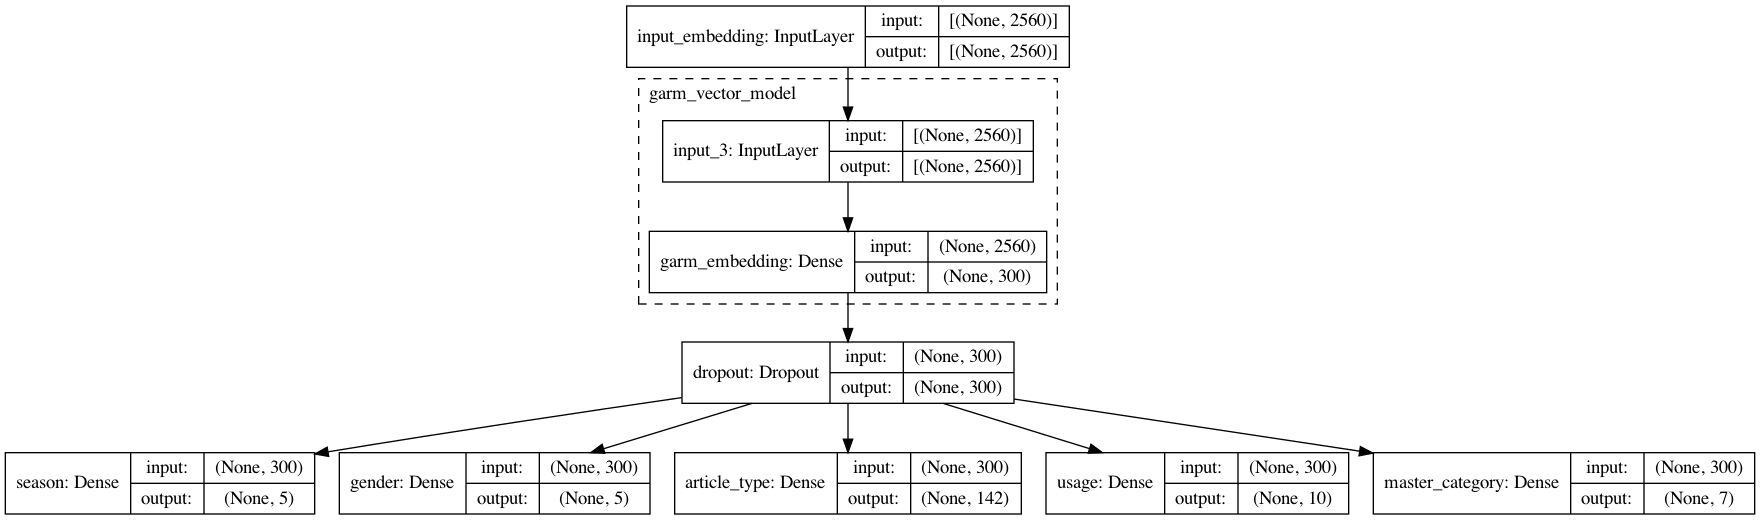 input_embedding: InputLayer
input: [(None, 2560)]
output: [(None, 2560)]
garm_vector_model
input_3: InputLayer
input: [(None, 2560)]
output: [(None, 2560)]
garm_embedding: Dense
input: (None, 2560)
output: (None, 300)
dropout: Dropout
input: (None, 300)
output: (None, 300)
season: Dense
input: (None, 300)
output: (None, 5)
gender: Dense
input: (None, 300)
output: (None, 5)
article_type: Dense
input: (None, 300)
output: (None, 142)
usage: Dense
input: (None, 300)
output: (None, 10)
master_category: Dense
input: (None, 300)
output: (None, 7)